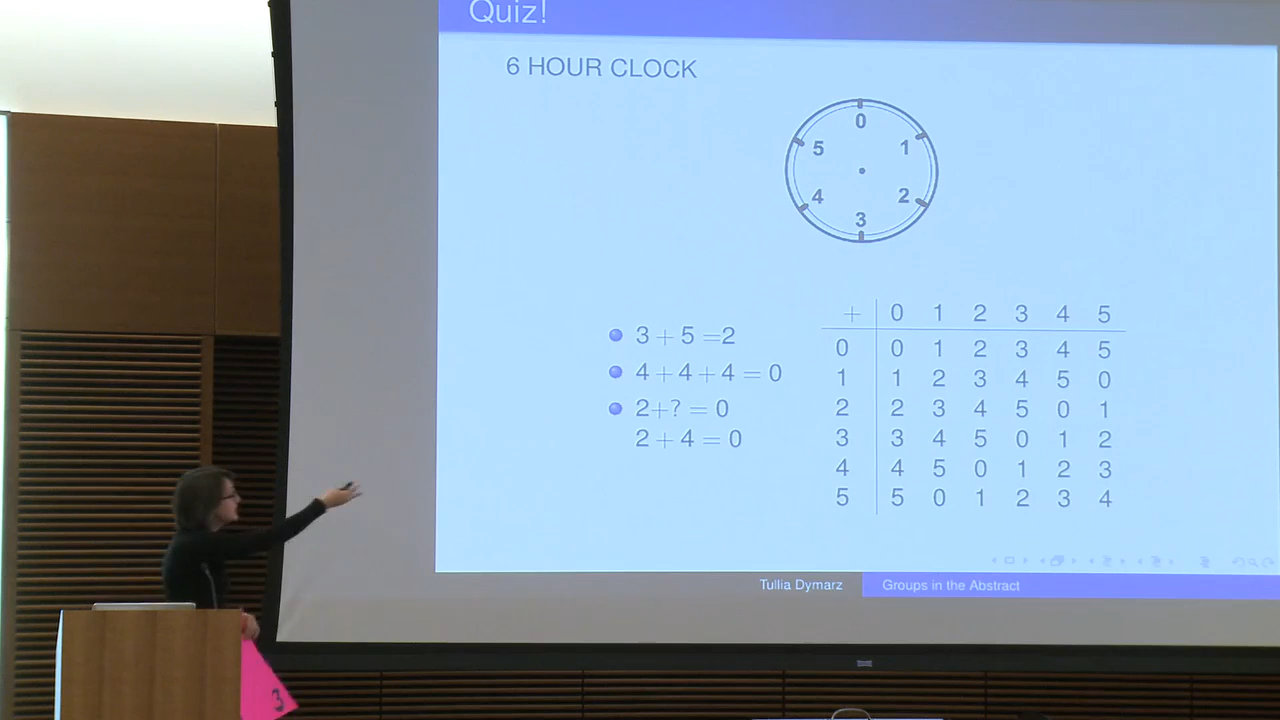 Quiz!
6 HOUR CLOCK
0
5 1
4 2
3
3 + 5 =2
4 + 4 + 4 = 0
2+? = 0
2 + 4 = 0
+ 0 1 2 3 4 5
0 0 1 2 3 4 5
1 1 2 3 4 5 0
2 2 3 4 5 0 1
3 3 4 5 0 1 2
4 4 5 0 1 2 3
5 5 0 1 2 3 4
Tullia Dymarz Groups in the Abstract
3